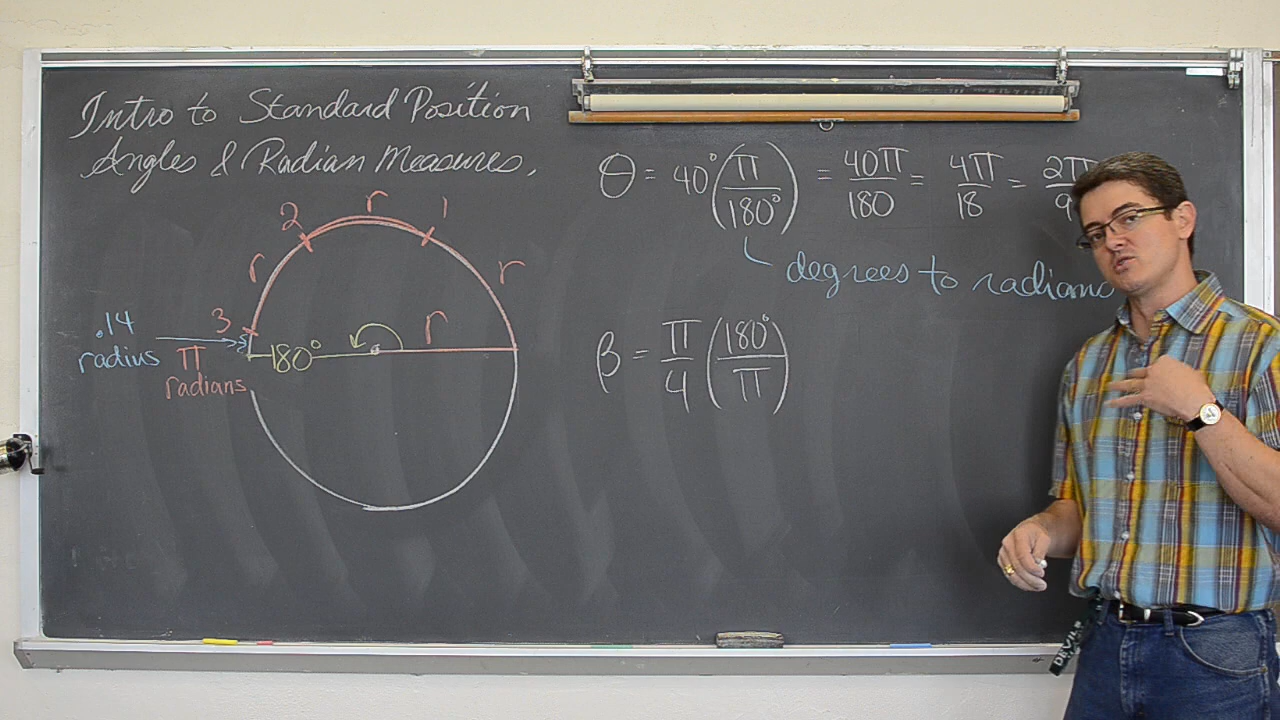 Intro to Standard Position
Angles & Radian Measures.
2 r 1
r r
3 r
.14
radius
π
radians
180°
θ = 40° (π/180°) = 40π/180 = 4π/18 = 2π/9
degrees to radians
β = π/4 (180°/π)
DEVILS